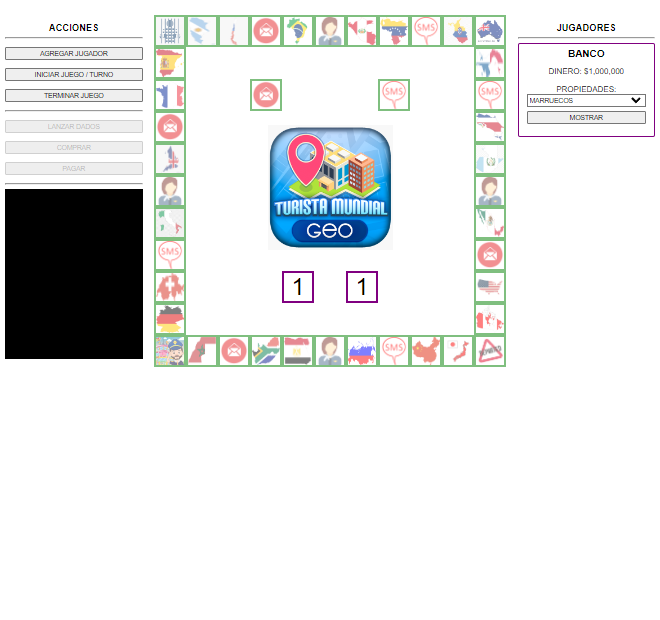 ACCIONES
AGREGAR JUGADOR
INICIAR JUEGO / TURNO
TERMINAR JUEGO
LANZAR DADOS
COMPRAR
PAGAR
SMS
SMS
SMS
SMS
SMS
TURISTA MUNDIAL
GEO
1 1
JUGADORES
BANCO
DINERO: $1,000,000
PROPIEDADES:
MARRUECOS
MOSTRAR